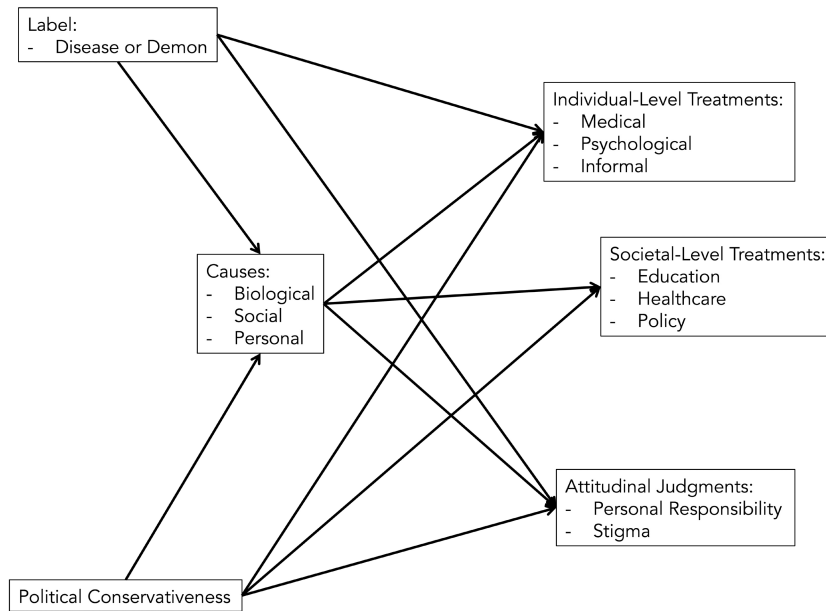 Label:
- Disease or Demon
Individual-Level Treatments:
- Medical
- Psychological
- Informal
Causes:
- Biological
- Social
- Personal
Societal-Level Treatments:
- Education
- Healthcare
- Policy
Attitudinal Judgments:
- Personal Responsibility
- Stigma
Political Conservativeness